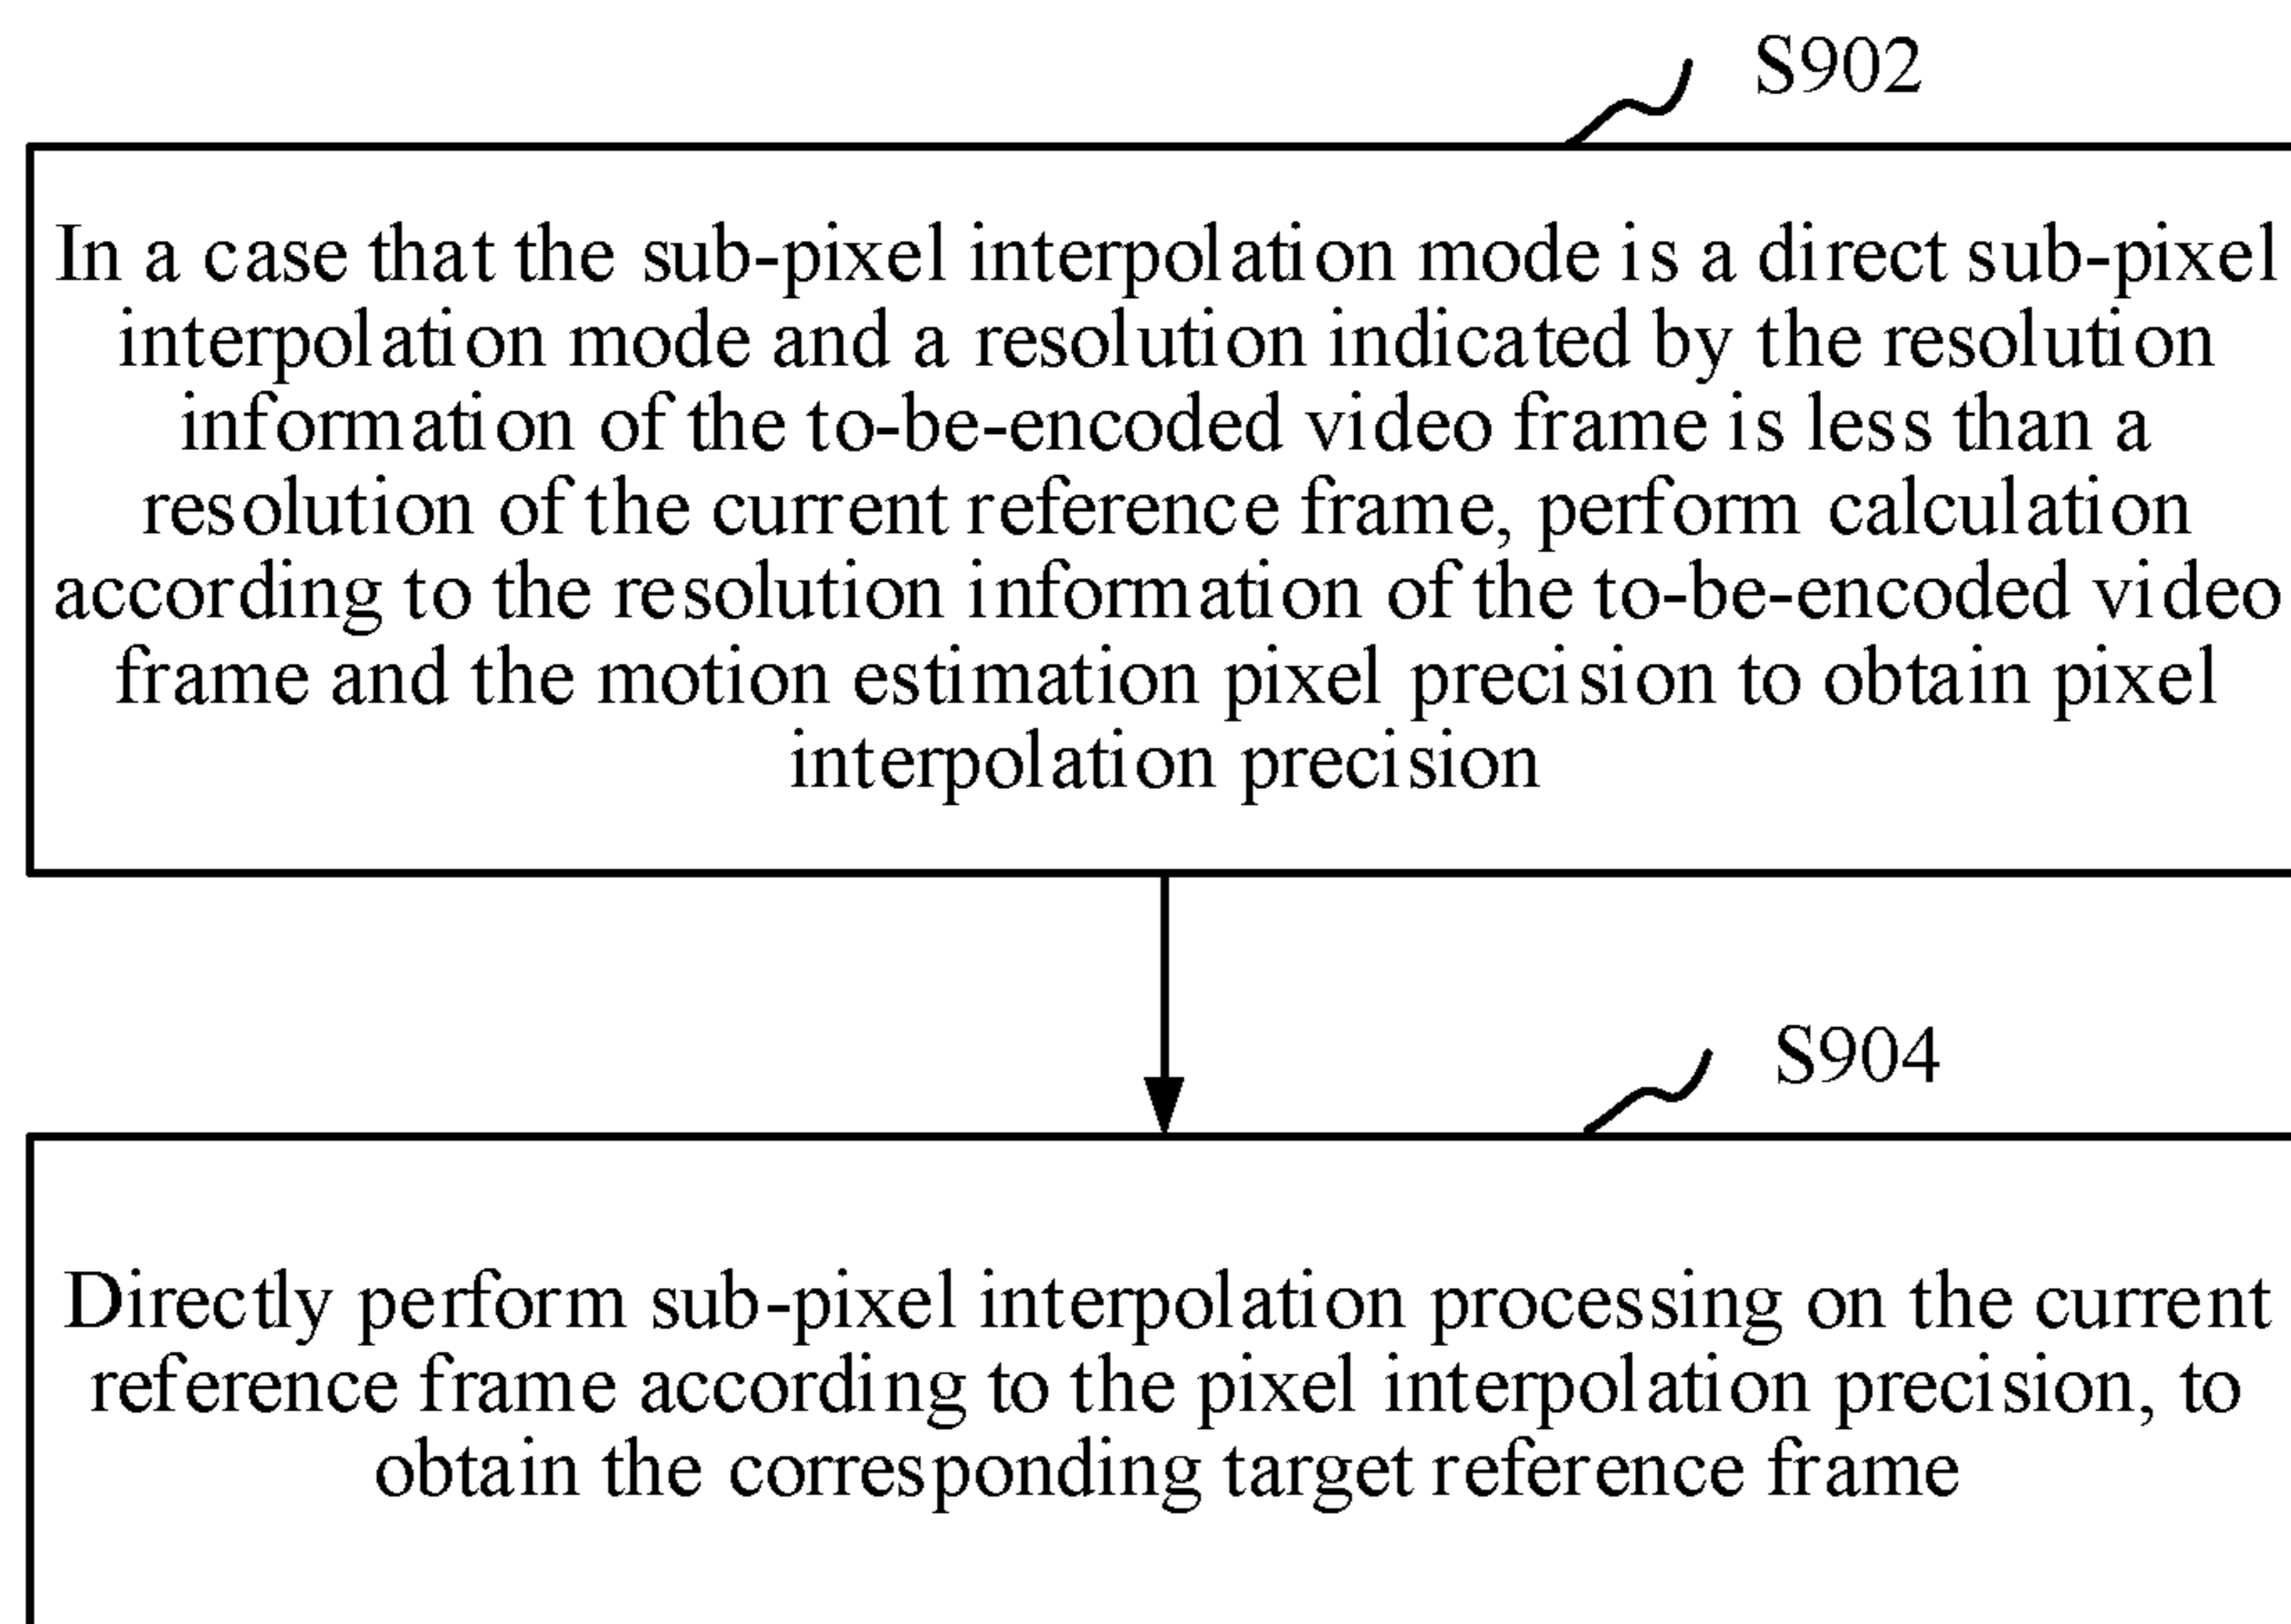 S902
In a case that the sub-pixel interpolation mode is a direct sub-pixel
interpolation mode and a resolution indicated by the resolution
information of the to-be-encoded video frame is less than a
resolution of the current reference frame, perform calculation
according to the resolution information of the to-be-encoded video
frame and the motion estimation pixel precision to obtain pixel
interpolation precision
S904
Directly perform sub-pixel interpolation processing on the current
reference frame according to the pixel interpolation precision, to
obtain the corresponding target reference frame